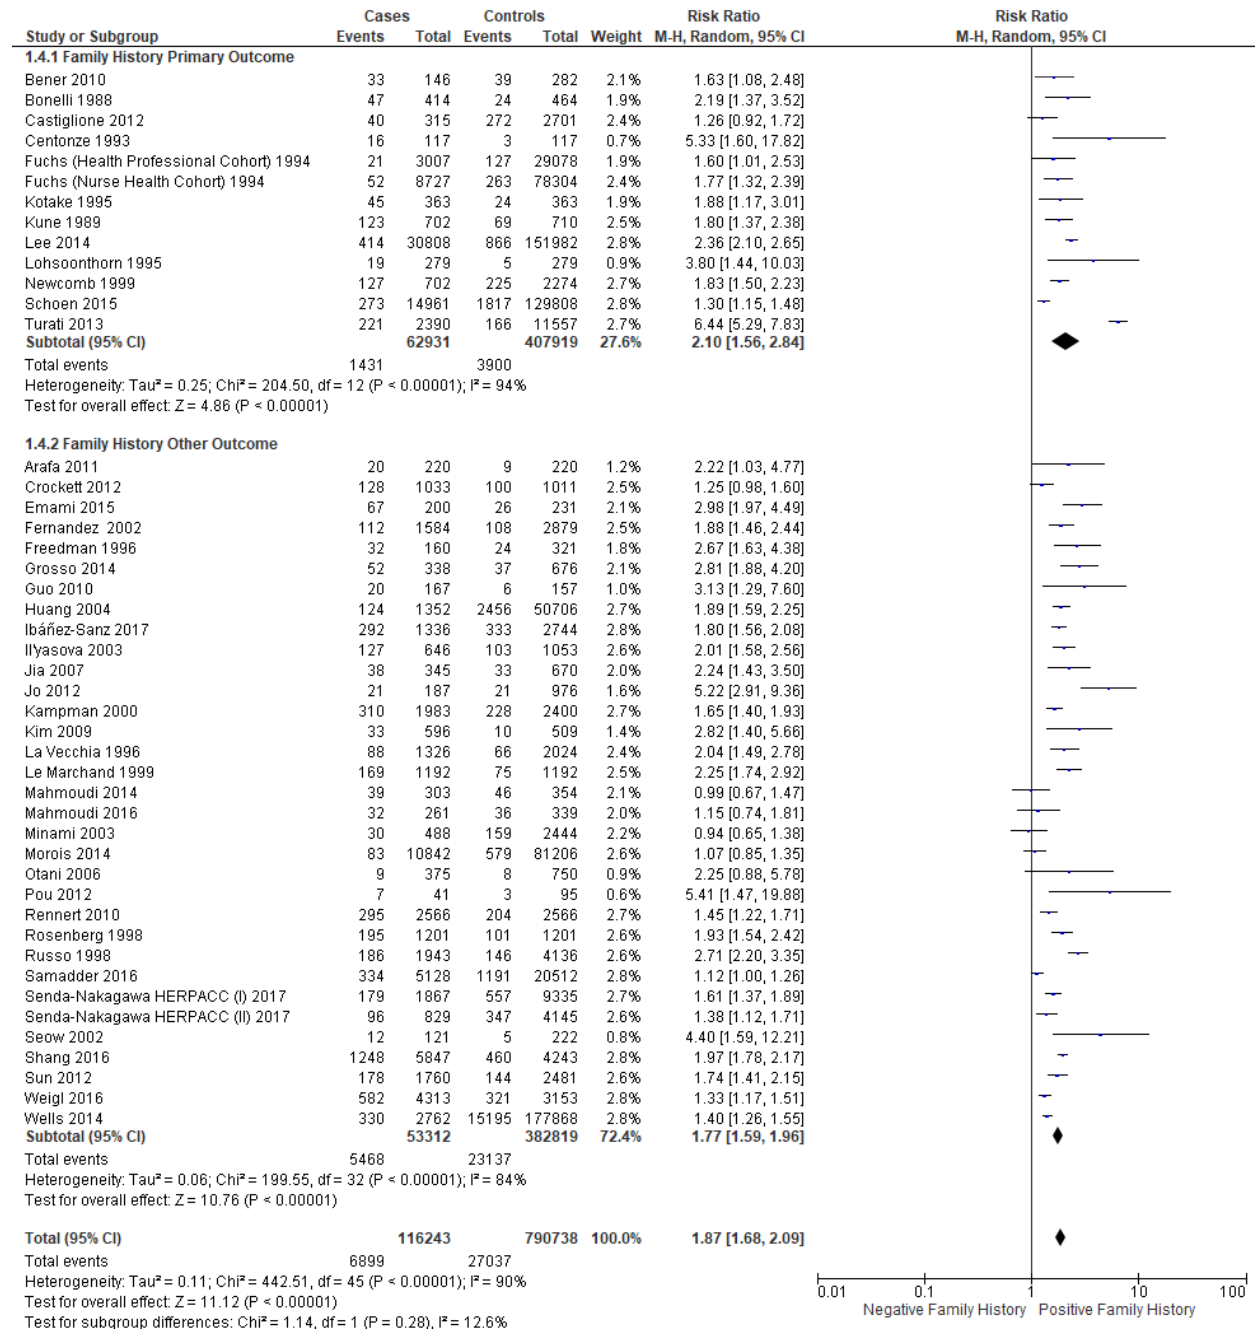 Cases Controls Risk Ratio Risk Ratio
Study or Subgroup Events Total Events Total Weight M-H, Random, 95% CI M-H, Random, 95% CI
1.4.1 Family History Primary Outcome
Bener 2010 33 146 39 282 2.1% 1.63 [1.08, 2.48]
Bonelli 1988 47 414 24 464 1.9% 2.19 [1.37, 3.52]
Castiglione 2012 40 315 272 2701 2.4% 1.26 [0.92, 1.72]
Centonze 1993 16 117 3 117 0.7% 5.33 [1.60, 17.82]
Fuchs (Health Professional Cohort) 1994 21 3007 127 29078 1.9% 1.60 [1.01, 2.53]
Fuchs (Nurse Health Cohort) 1994 52 8727 263 78304 2.4% 1.77 [1.32, 2.39]
Kotake 1995 45 363 24 363 1.9% 1.88 [1.17, 3.01]
Kune 1989 123 702 69 710 2.5% 1.80 [1.37, 2.38]
Lee 2014 414 30808 866 151982 2.8% 2.36 [2.10, 2.65]
Lohsoonthorn 1995 19 279 5 279 0.9% 3.80 [1.44, 10.03]
Newcomb 1999 127 702 225 2274 2.7% 1.83 [1.50, 2.23]
Schoen 2015 273 14961 1817 129808 2.8% 1.30 [1.15, 1.48]
Turati 2013 221 2390 166 11557 2.7% 6.44 [5.29, 7.83]
Subtotal (95% CI) 62931 407919 27.6% 2.10 [1.56, 2.84]
Total events 1431 3900
Heterogeneity: Tau² = 0.25; Chi² = 204.50, df = 12 (P < 0.00001); I² = 94%
Test for overall effect: Z = 4.86 (P < 0.00001)
1.4.2 Family History Other Outcome
Arafa 2011 20 220 9 220 1.2% 2.22 [1.03, 4.77]
Crockett 2012 128 1033 100 1011 2.5% 1.25 [0.98, 1.60]
Emami 2015 67 200 26 231 2.1% 2.98 [1.97, 4.49]
Fernandez 2002 112 1584 108 2879 2.5% 1.88 [1.46, 2.44]
Freedman 1996 32 160 24 321 1.8% 2.67 [1.63, 4.38]
Grosso 2014 52 338 37 676 2.1% 2.81 [1.88, 4.20]
Guo 2010 20 167 6 157 1.0% 3.13 [1.29, 7.60]
Huang 2004 124 1352 2456 50706 2.7% 1.89 [1.59, 2.25]
Ibáñez-Sanz 2017 292 1336 333 2744 2.8% 1.80 [1.56, 2.08]
Il'yasova 2003 127 646 103 1053 2.6% 2.01 [1.58, 2.56]
Jia 2007 38 345 33 670 2.0% 2.24 [1.43, 3.50]
Jo 2012 21 187 21 976 1.6% 5.22 [2.91, 9.36]
Kampman 2000 310 1983 228 2400 2.7% 1.65 [1.40, 1.93]
Kim 2009 33 596 10 509 1.4% 2.82 [1.40, 5.66]
La Vecchia 1996 88 1326 66 2024 2.4% 2.04 [1.49, 2.78]
Le Marchand 1999 169 1192 75 1192 2.5% 2.25 [1.74, 2.92]
Mahmoudi 2014 39 303 46 354 2.1% 0.99 [0.67, 1.47]
Mahmoudi 2016 32 261 36 339 2.0% 1.15 [0.74, 1.81]
Minami 2003 30 488 159 2444 2.2% 0.94 [0.65, 1.38]
Morois 2014 83 10842 579 81206 2.6% 1.07 [0.85, 1.35]
Otani 2006 9 375 8 750 0.9% 2.25 [0.88, 5.78]
Pou 2012 7 41 3 95 0.6% 5.41 [1.47, 19.88]
Rennert 2010 295 2566 204 2566 2.7% 1.45 [1.22, 1.71]
Rosenberg 1998 195 1201 101 1201 2.6% 1.93 [1.54, 2.42]
Russo 1998 186 1943 146 4136 2.6% 2.71 [2.20, 3.35]
Samadder 2016 334 5128 1191 20512 2.8% 1.12 [1.00, 1.26]
Senda-Nakagawa HERPACC (I) 2017 179 1867 557 9335 2.7% 1.61 [1.37, 1.89]
Senda-Nakagawa HERPACC (II) 2017 96 829 347 4145 2.6% 1.38 [1.12, 1.71]
Seow 2002 12 121 5 222 0.8% 4.40 [1.59, 12.21]
Shang 2016 1248 5847 460 4243 2.8% 1.97 [1.78, 2.17]
Sun 2012 178 1760 144 2481 2.6% 1.74 [1.41, 2.15]
Weigl 2016 582 4313 321 3153 2.8% 1.33 [1.17, 1.51]
Wells 2014 330 2762 15195 177868 2.8% 1.40 [1.26, 1.55]
Subtotal (95% CI) 53312 382819 72.4% 1.77 [1.59, 1.96]
Total events 5468 23137
Heterogeneity: Tau² = 0.06; Chi² = 199.55, df = 32 (P < 0.00001); I² = 84%
Test for overall effect: Z = 10.76 (P < 0.00001)
Total (95% CI) 116243 790738 100.0% 1.87 [1.68, 2.09]
Total events 6899 27037
Heterogeneity: Tau² = 0.11; Chi² = 442.51, df = 45 (P < 0.00001); I² = 90%
Test for overall effect: Z = 11.12 (P < 0.00001)
Test for subgroup differences: Chi² = 1.14, df = 1 (P = 0.28), I² = 12.6%
0.01 0.1 1 10 100
Negative Family History Positive Family History